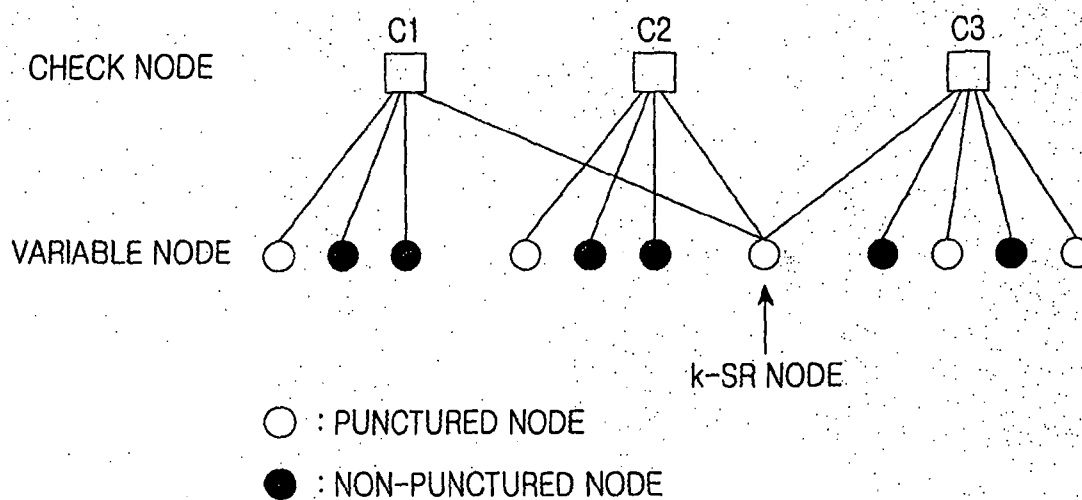 C1 C2 C3
CHECK NODE
VARIABLE NODE
k-SR NODE
: PUNCTURED NODE
: NON-PUNCTURED NODE